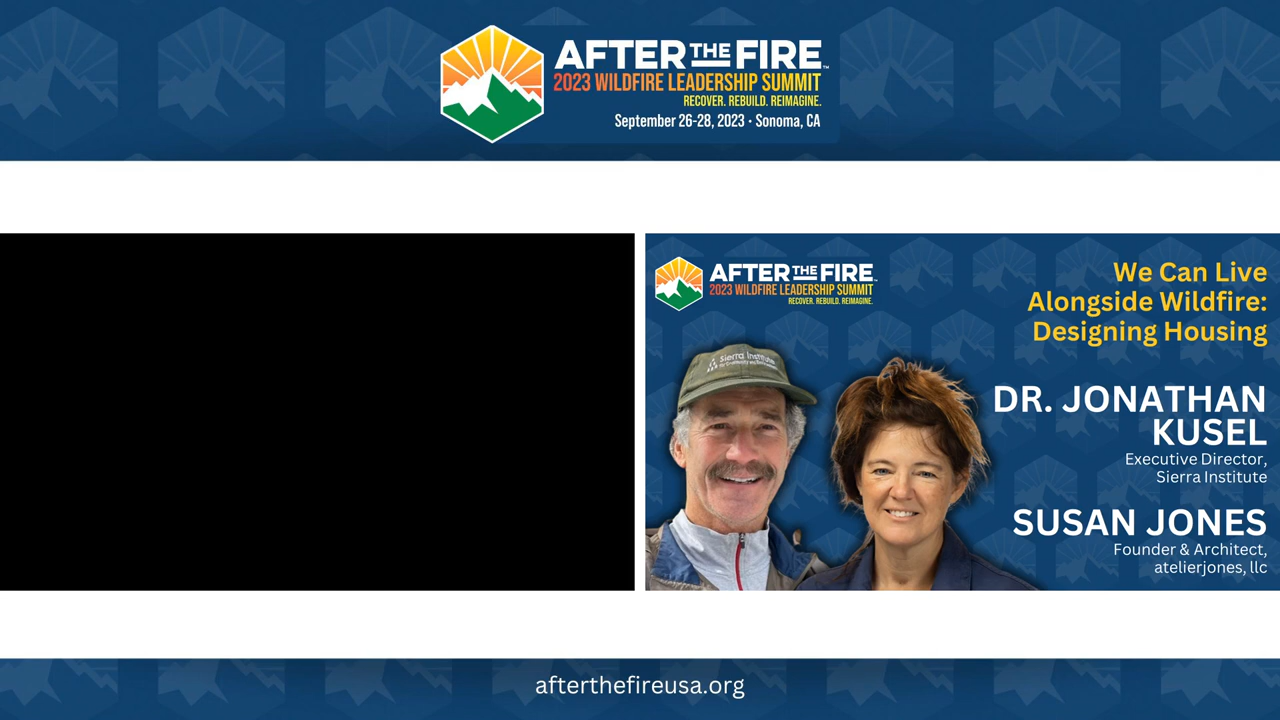 AFTER THE FIRE™
2023 WILDFIRE LEADERSHIP SUMMIT
RECOVER. REBUILD. REIMAGINE.
September 26-28, 2023 • Sonoma, CA
AFTER THE FIRE™
2023 WILDFIRE LEADERSHIP SUMMIT
RECOVER. REBUILD. REIMAGINE.
We Can Live
Alongside Wildfire:
Designing Housing
Sierra Institute
DR. JONATHAN
KUSEL
Executive Director,
Sierra Institute
SUSAN JONES
Founder & Architect,
atelierjones, llc
afterthefireusa.org